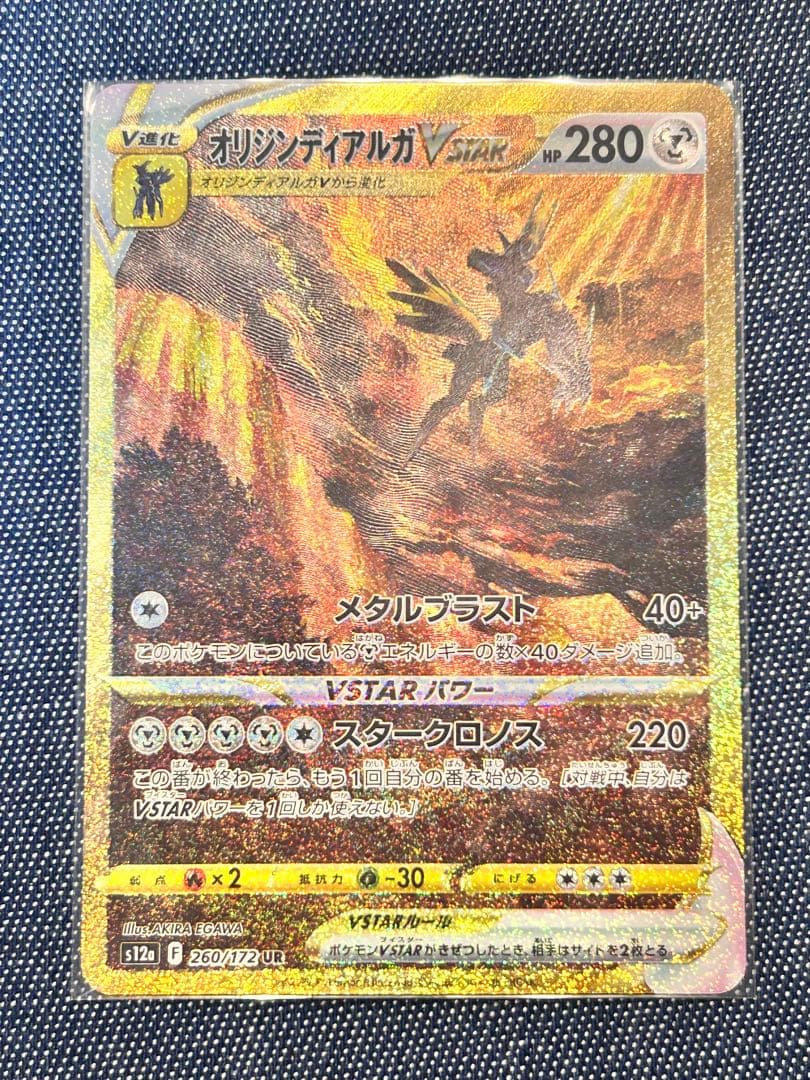 V進化
オリジンディアルガVSTAR
HP 280
オリジンディアルガVから進化
メタルブラスト 40+
このポケモンについているエネルギーの数×40ダメージ追加。
VSTARパワー
スタークロノス 220
この番が終わったら、もう1回自分の番を始める。[対戦中、自分は
VSTARパワーを1回しか使えない。]
弱点 ×2 抵抗力 -30 にげる
Illus. AKIRA EGAWA
VSTARルール
ポケモンVSTARがきぜつしたとき、相手はサイドを2枚とる。
s12a F 260/172 UR